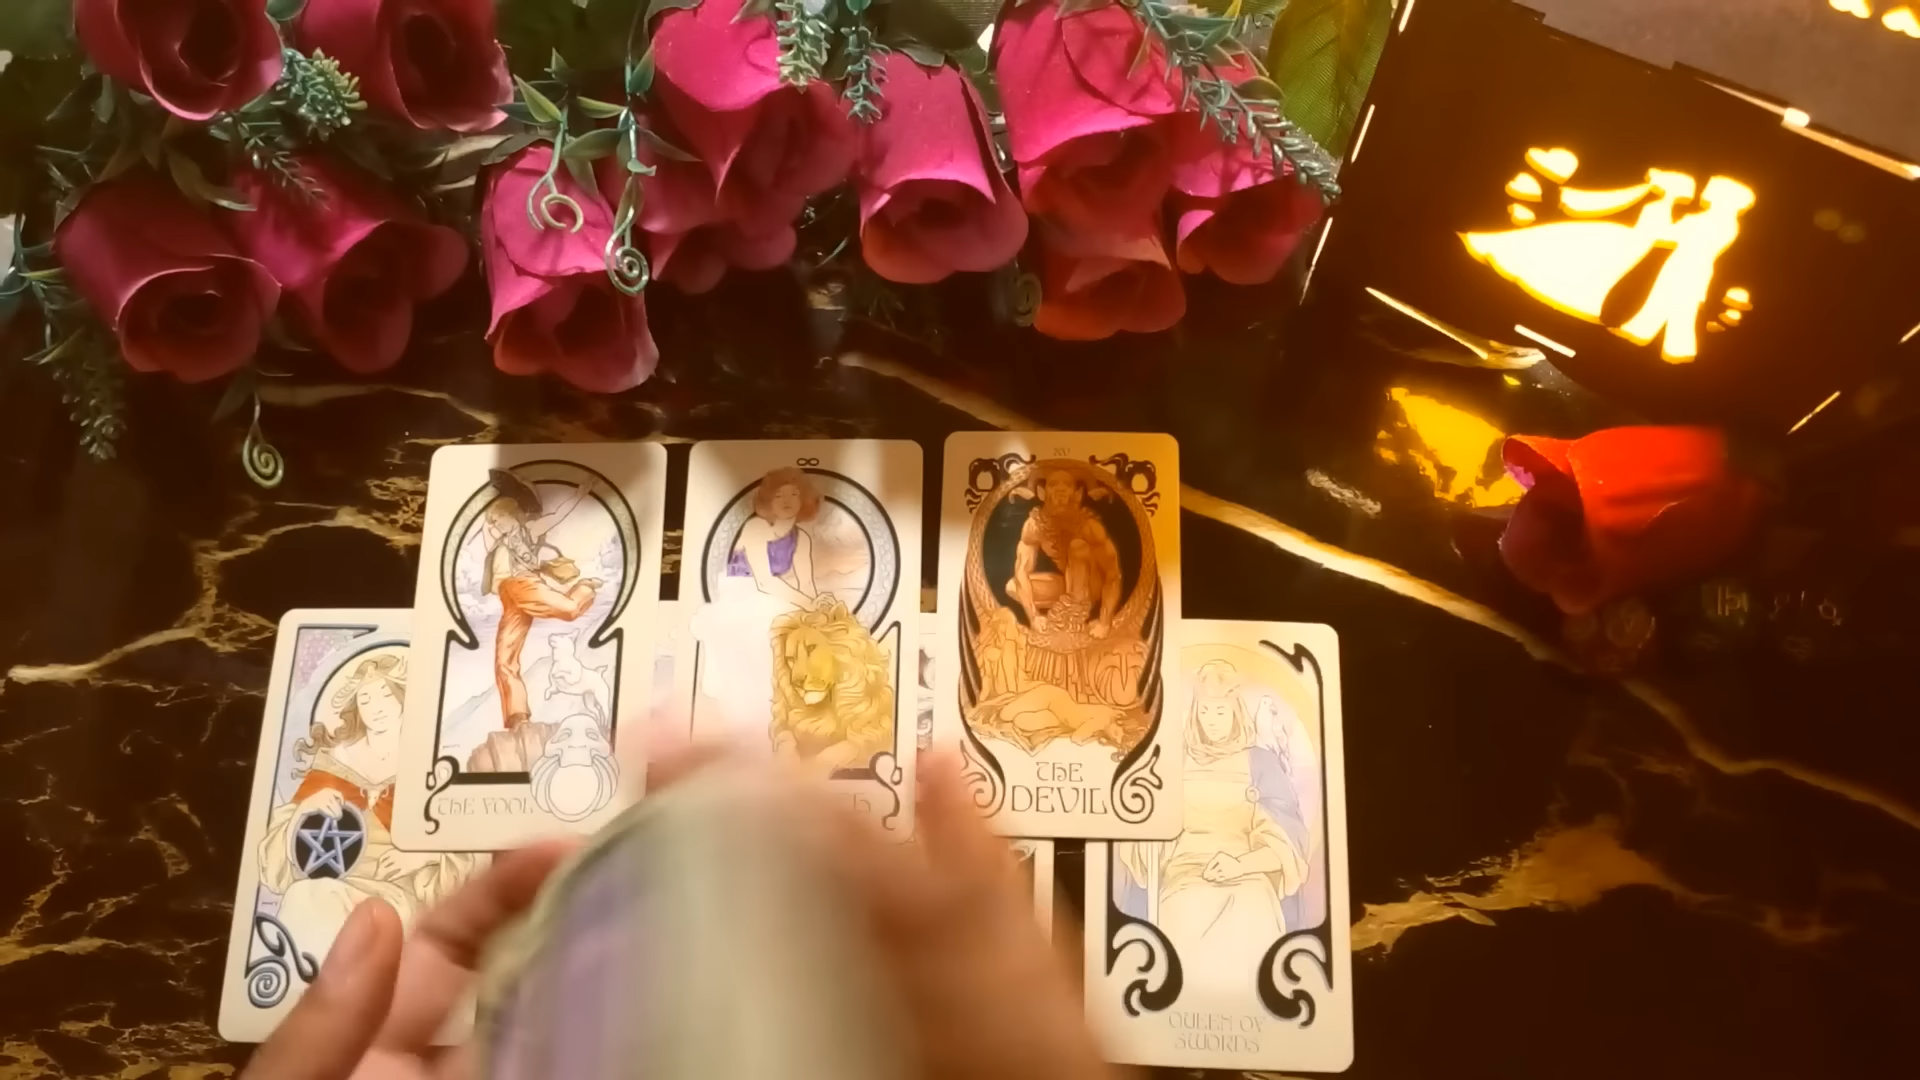 ∞
XV
THE FOOL
H
THE
DEVIL
QUEEN OF
SWORDS